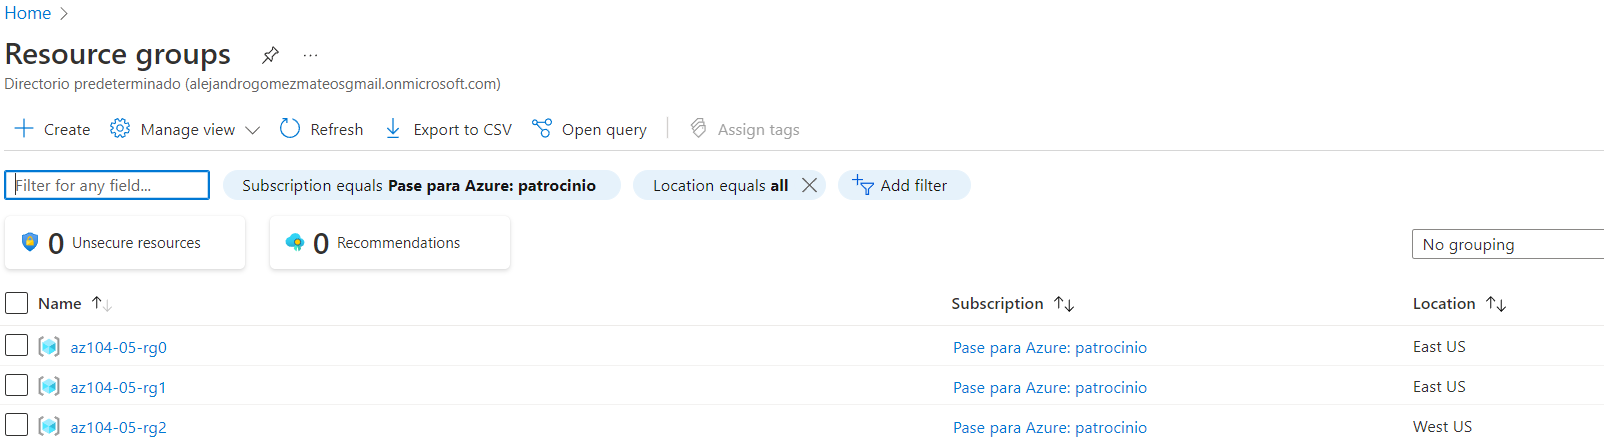 Home
Resource groups
Directorio predeterminado (alejandrogomezmateosgmail.onmicrosoft.com)
Create Manage view Refresh Export to CSV Open query Assign tags
Filter for any field... Subscription equals Pase para Azure: patrocinio Location equals all Add filter
0 Unsecure resources 0 Recommendations
No grouping
Name Subscription Location
az104-05-rg0 Pase para Azure: patrocinio East US
az104-05-rg1 Pase para Azure: patrocinio East US
az104-05-rg2 Pase para Azure: patrocinio West US